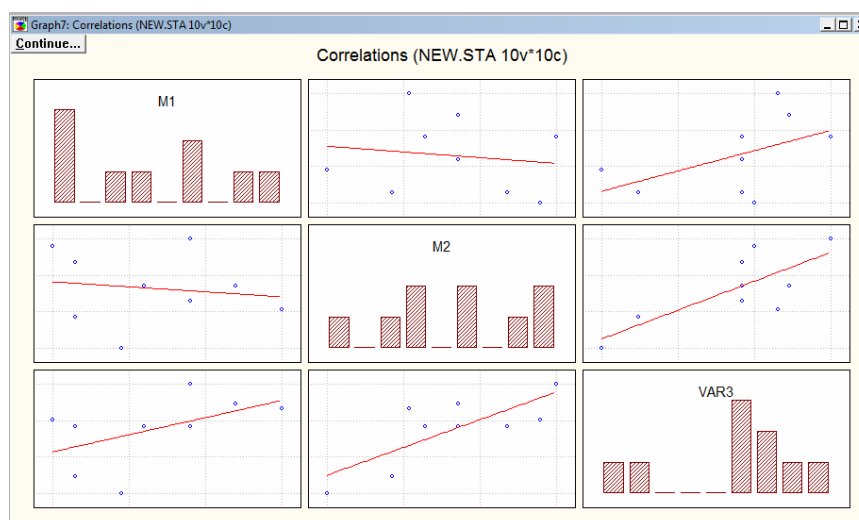 Graph7: Correlations (NEW.STA 10v*10c)
Continue...
Correlations (NEW.STA 10v*10c)
M1
M2
VAR3